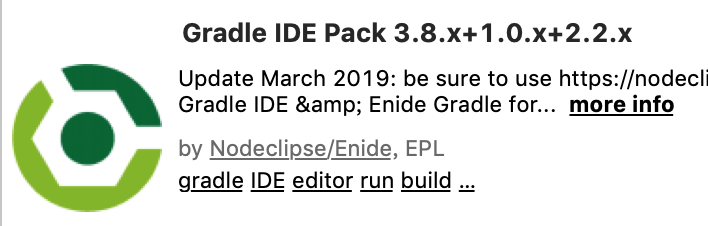 Gradle IDE Pack 3.8.x+1.0.x+2.2.x
Update March 2019: be sure to use https://nodecli
Gradle IDE &amp; Enide Gradle for... more info
by Nodeclipse/Enide, EPL
gradle IDE editor run build ...